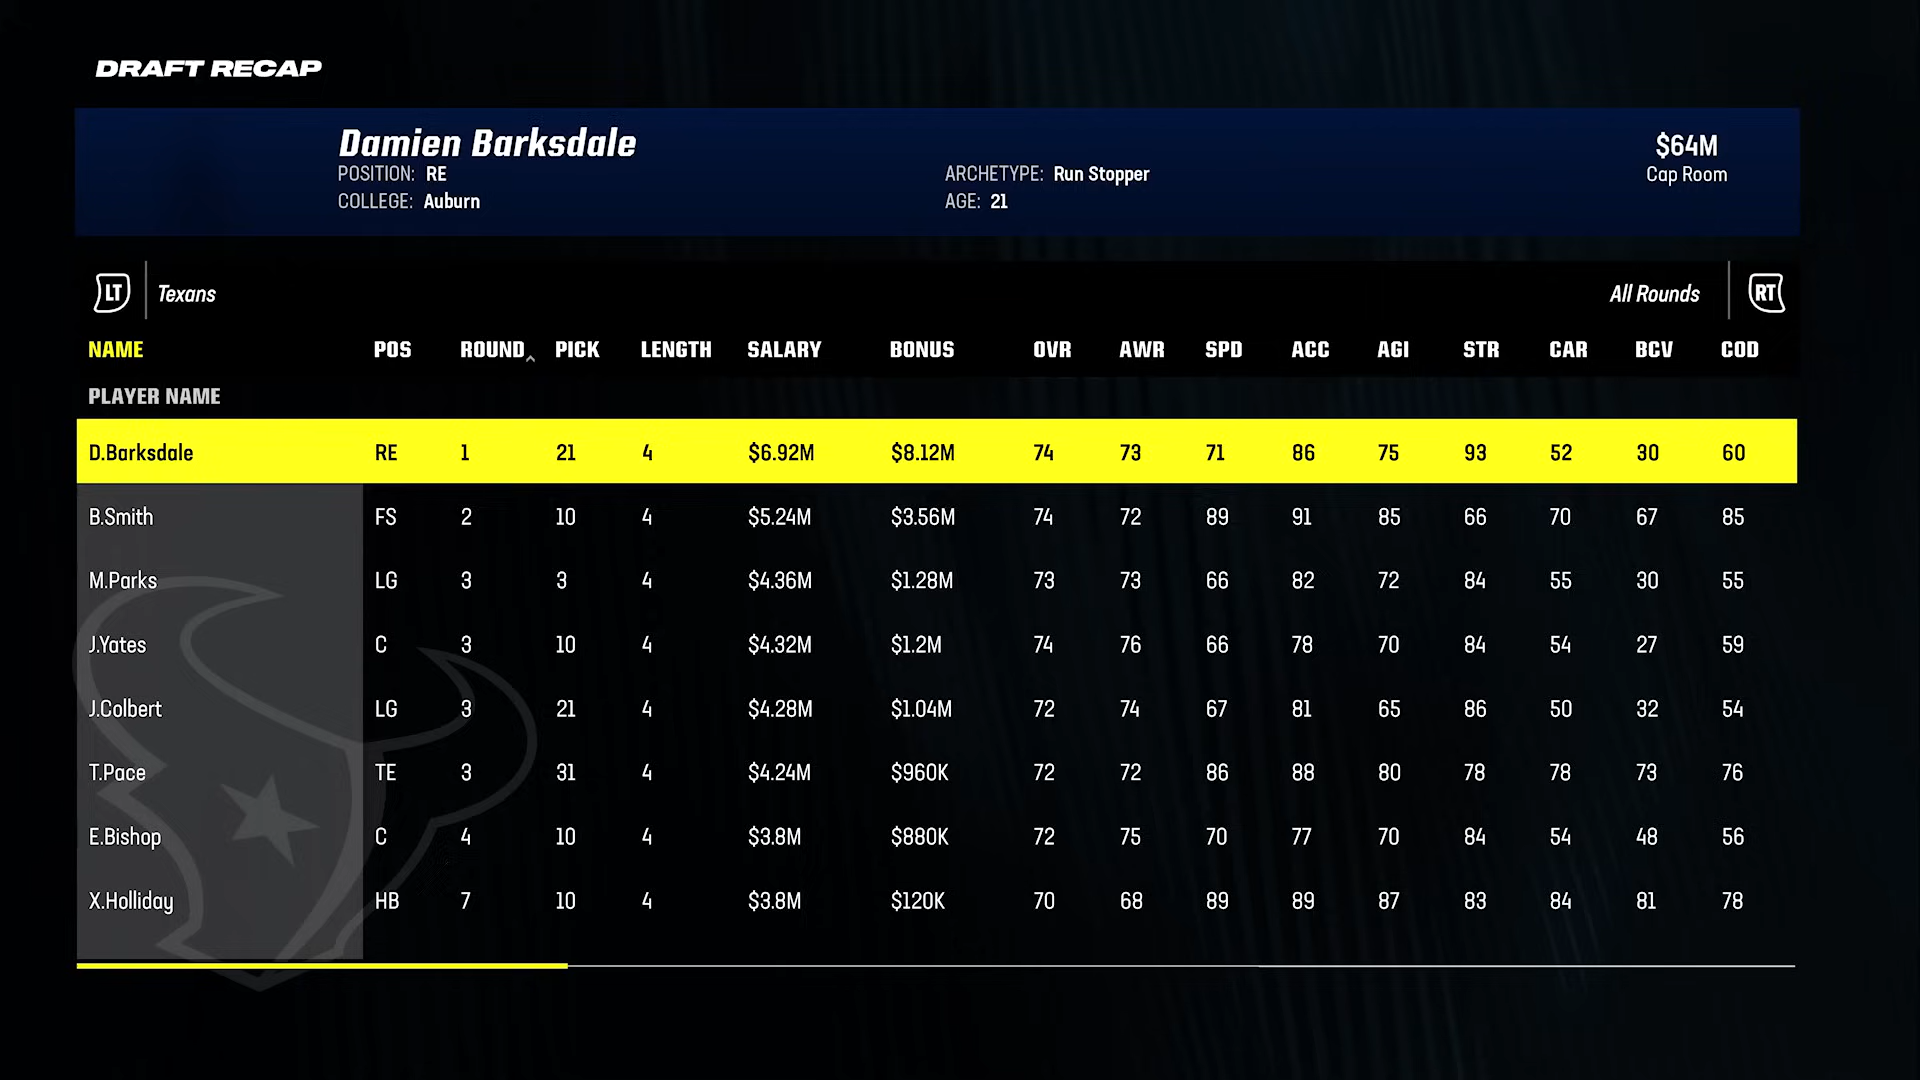 DRAFT RECAP
Damien Barksdale
POSITION: RE
COLLEGE: Auburn
ARCHETYPE: Run Stopper
AGE: 21
$64M
Cap Room
LT Texans All Rounds RT
NAME POS ROUND PICK LENGTH SALARY BONUS OVR AWR SPD ACC AGI STR CAR BCV COD
PLAYER NAME
D.Barksdale RE 1 21 4 $6.92M $8.12M 74 73 71 86 75 93 52 30 60
B.Smith FS 2 10 4 $5.24M $3.56M 74 72 89 91 85 66 70 67 85
M.Parks LG 3 3 4 $4.36M $1.28M 73 73 66 82 72 84 55 30 55
J.Yates C 3 10 4 $4.32M $1.2M 74 76 66 78 70 84 54 27 59
J.Colbert LG 3 21 4 $4.28M $1.04M 72 74 67 81 65 86 50 32 54
T.Pace TE 3 31 4 $4.24M $960K 72 72 86 88 80 78 78 73 76
E.Bishop C 4 10 4 $3.8M $880K 72 75 70 77 70 84 54 48 56
X.Holliday HB 7 10 4 $3.8M $120K 70 68 89 89 87 83 84 81 78